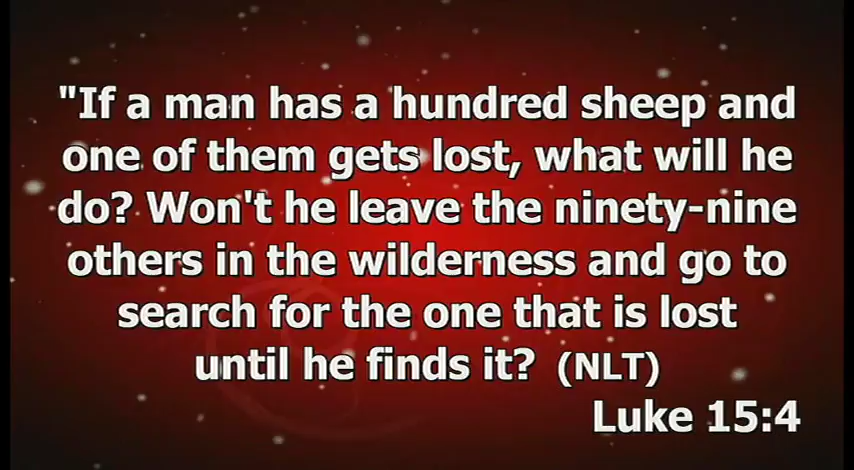 "If a man has a hundred sheep and
one of them gets lost, what will he
do? Won't he leave the ninety-nine
others in the wilderness and go to
search for the one that is lost
until he finds it? (NLT)
Luke 15:4